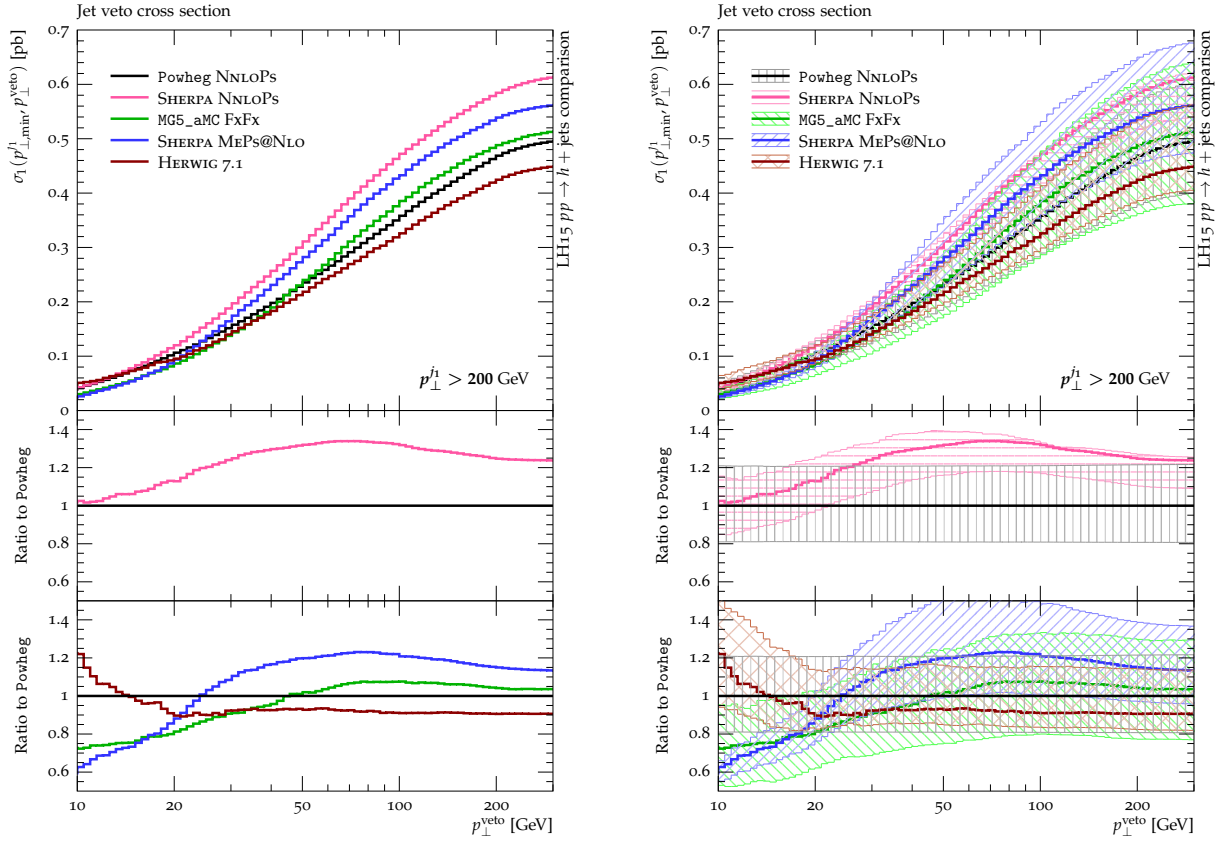 Jet veto cross section
σ₁(p⊥,min^j₁, p⊥^veto) [pb]
0.7
0.6
0.5
0.4
0.3
0.2
0.1
0
Powheg NNLOPS
SHERPA NNLOPS
MG5_aMC FxFx
SHERPA MEPS@NLO
HERWIG 7.1
p⊥^j₁ > 200 GeV
LH15 pp → h + jets comparison
Ratio to Powheg
1.4
1.2
1
0.8
0.6
Ratio to Powheg
1.4
1.2
1
0.8
0.6
10 20 50 100 200
p⊥^veto [GeV]
Jet veto cross section
σ₁(p⊥,min^j₁, p⊥^veto) [pb]
0.7
0.6
0.5
0.4
0.3
0.2
0.1
0
Powheg NNLOPS
SHERPA NNLOPS
MG5_aMC FxFx
SHERPA MEPS@NLO
HERWIG 7.1
p⊥^j₁ > 200 GeV
LH15 pp → h + jets comparison
Ratio to Powheg
1.4
1.2
1
0.8
0.6
Ratio to Powheg
1.4
1.2
1
0.8
0.6
10 20 50 100 200
p⊥^veto [GeV]